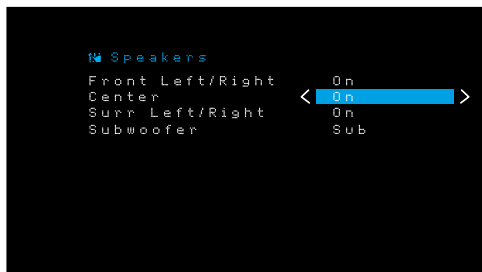 Speakers
Front Left/Right On
Center On
Surr Left/Right On
Subwoofer Sub